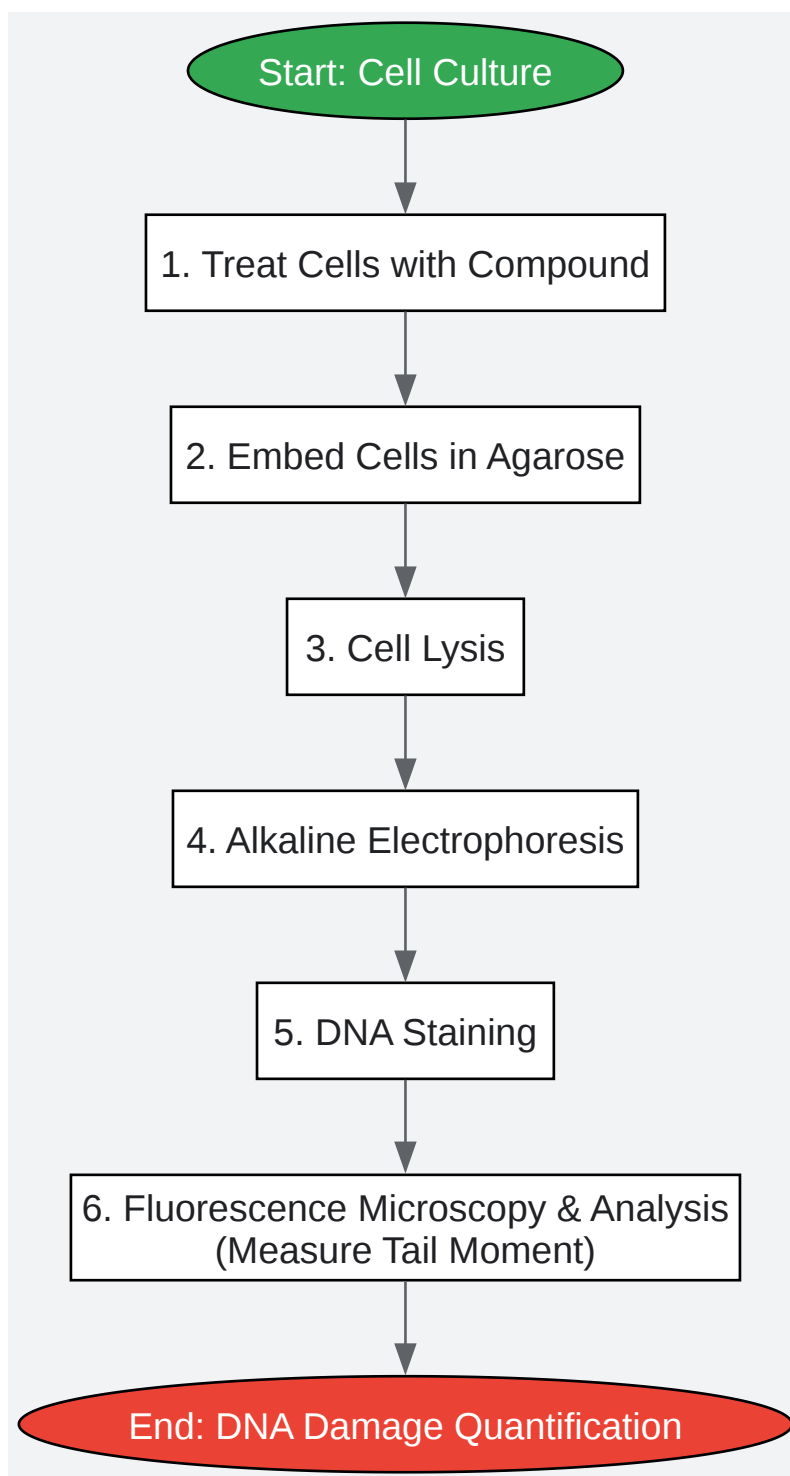 Start: Cell Culture
1. Treat Cells with Compound
2. Embed Cells in Agarose
3. Cell Lysis
4. Alkaline Electrophoresis
5. DNA Staining
6. Fluorescence Microscopy & Analysis
(Measure Tail Moment)
End: DNA Damage Quantification